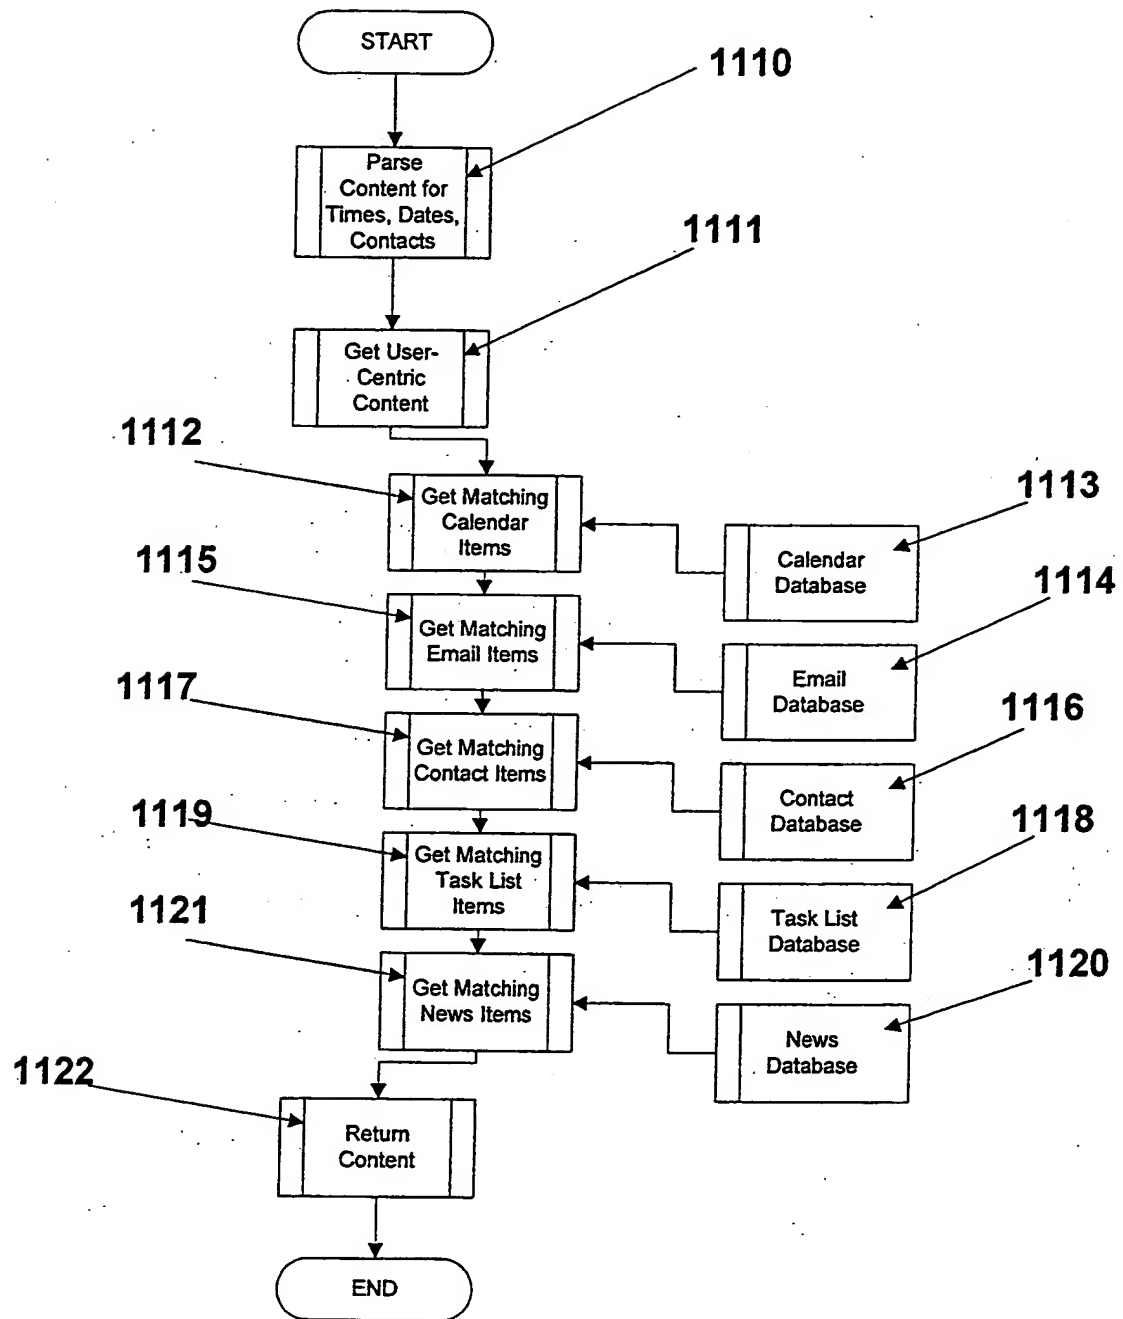 START
1110
Parse
Content for
Times, Dates,
Contacts
1111
Get User-
Centric
Content
1112
Get Matching
Calendar
Items
1113
Calendar
Database
1115
Get Matching
Email Items
1114
Email
Database
1117
Get Matching
Contact Items
1116
Contact
Database
1119
Get Matching
Task List
Items
1118
Task List
Database
1121
Get Matching
News Items
1120
News
Database
1122
Return
Content
END